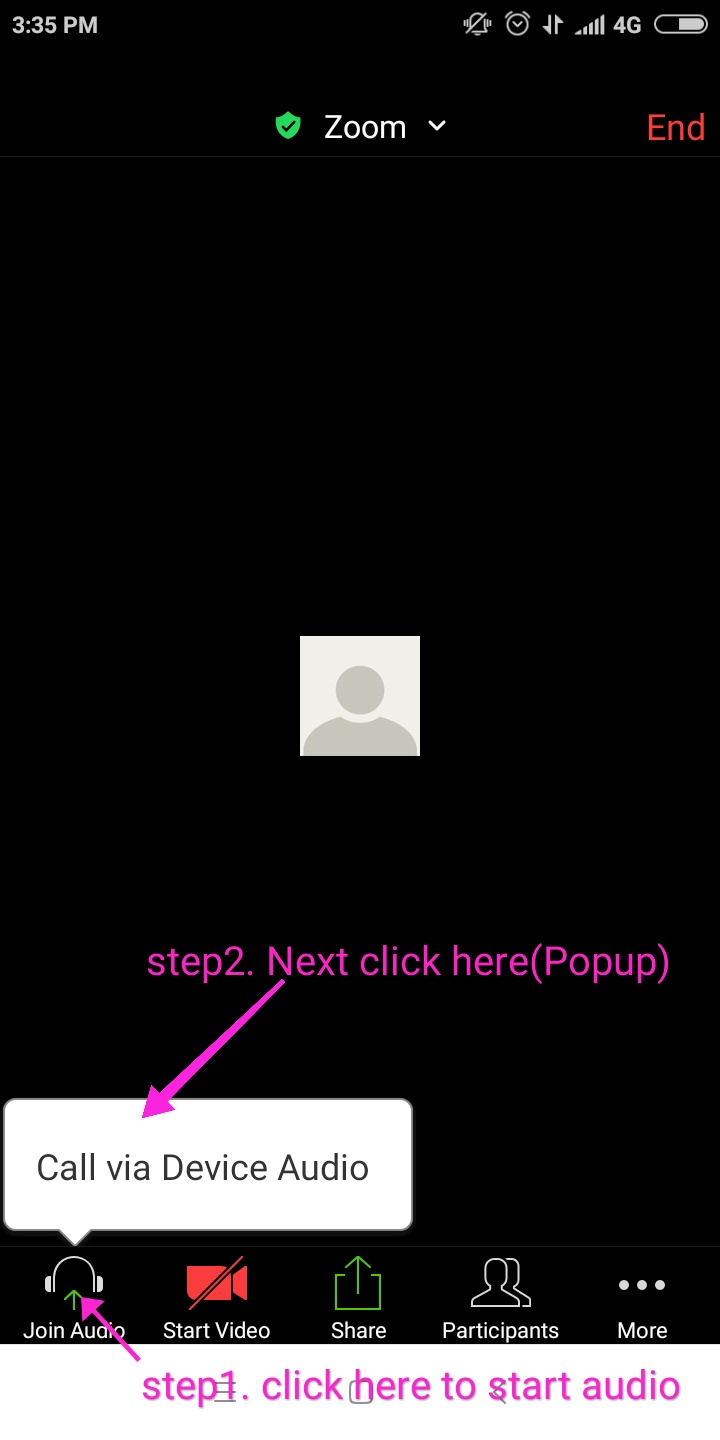 3:35 PM
4G
Zoom
End
step2. Next click here(Popup)
Call via Device Audio
Join Audio
Start Video
Share
Participants
More
step1. click here to start audio